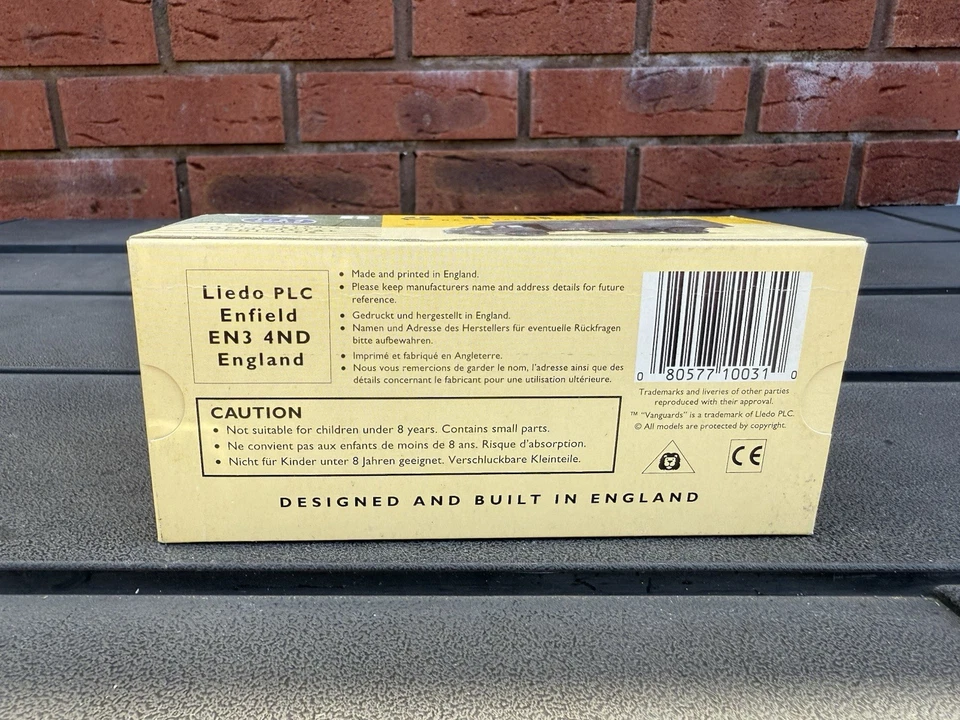 Lledo PLC
Enfield
EN3 4ND
England
• Made and printed in England.
• Please keep manufacturers name and address details for future
reference.
• Gedruckt und hergestellt in England.
• Namen und Adresse des Herstellers für eventuelle Rückfragen
bitte aufbewahren.
• Imprimé et fabriqué en Angleterre.
• Nous vous remercions de garder le nom, l'adresse ainsi que des
détails concernant le fabricant pour une utilisation ultérieure.
0 80577 10031 0
Trademarks and liveries of other parties
reproduced with their approval.
™ "Vanguards" is a trademark of Lledo PLC.
© All models are protected by copyright.
CAUTION
• Not suitable for children under 8 years. Contains small parts.
• Ne convient pas aux enfants de moins de 8 ans. Risque d'absorption.
• Nicht für Kinder unter 8 Jahren geeignet. Verschluckbare Kleinteile.
CE
DESIGNED AND BUILT IN ENGLAND